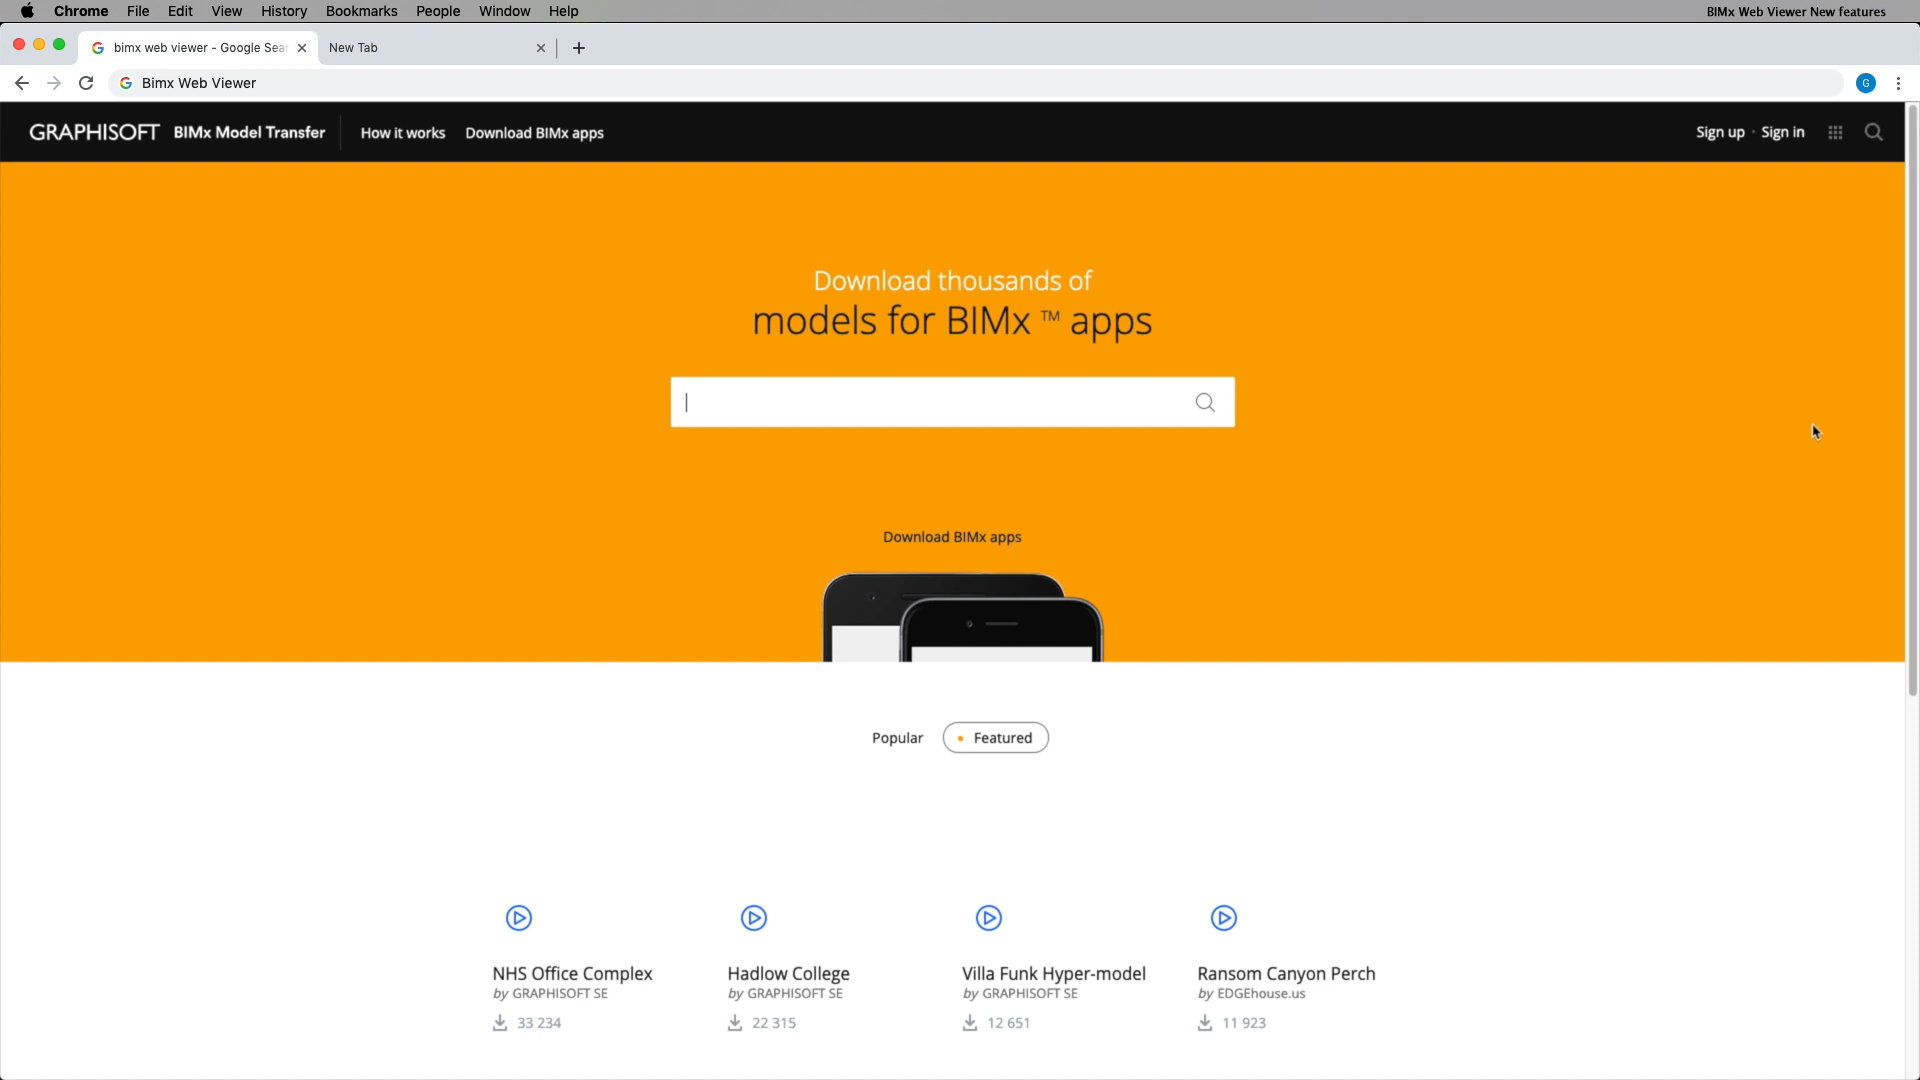 Chrome File Edit View History Bookmarks People Window Help
BIMx Web Viewer New features
bimx web viewer - Google Sea
New Tab
G Bimx Web Viewer
G
GRAPHISOFT BIMx Model Transfer How it works Download BIMx apps
Sign up · Sign in
Download thousands of
models for BIMx ™ apps
Download BIMx apps
Popular Featured
NHS Office Complex
by GRAPHISOFT SE
33 234
Hadlow College
by GRAPHISOFT SE
22 315
Villa Funk Hyper-model
by GRAPHISOFT SE
12 651
Ransom Canyon Perch
by EDGEhouse.us
11 923